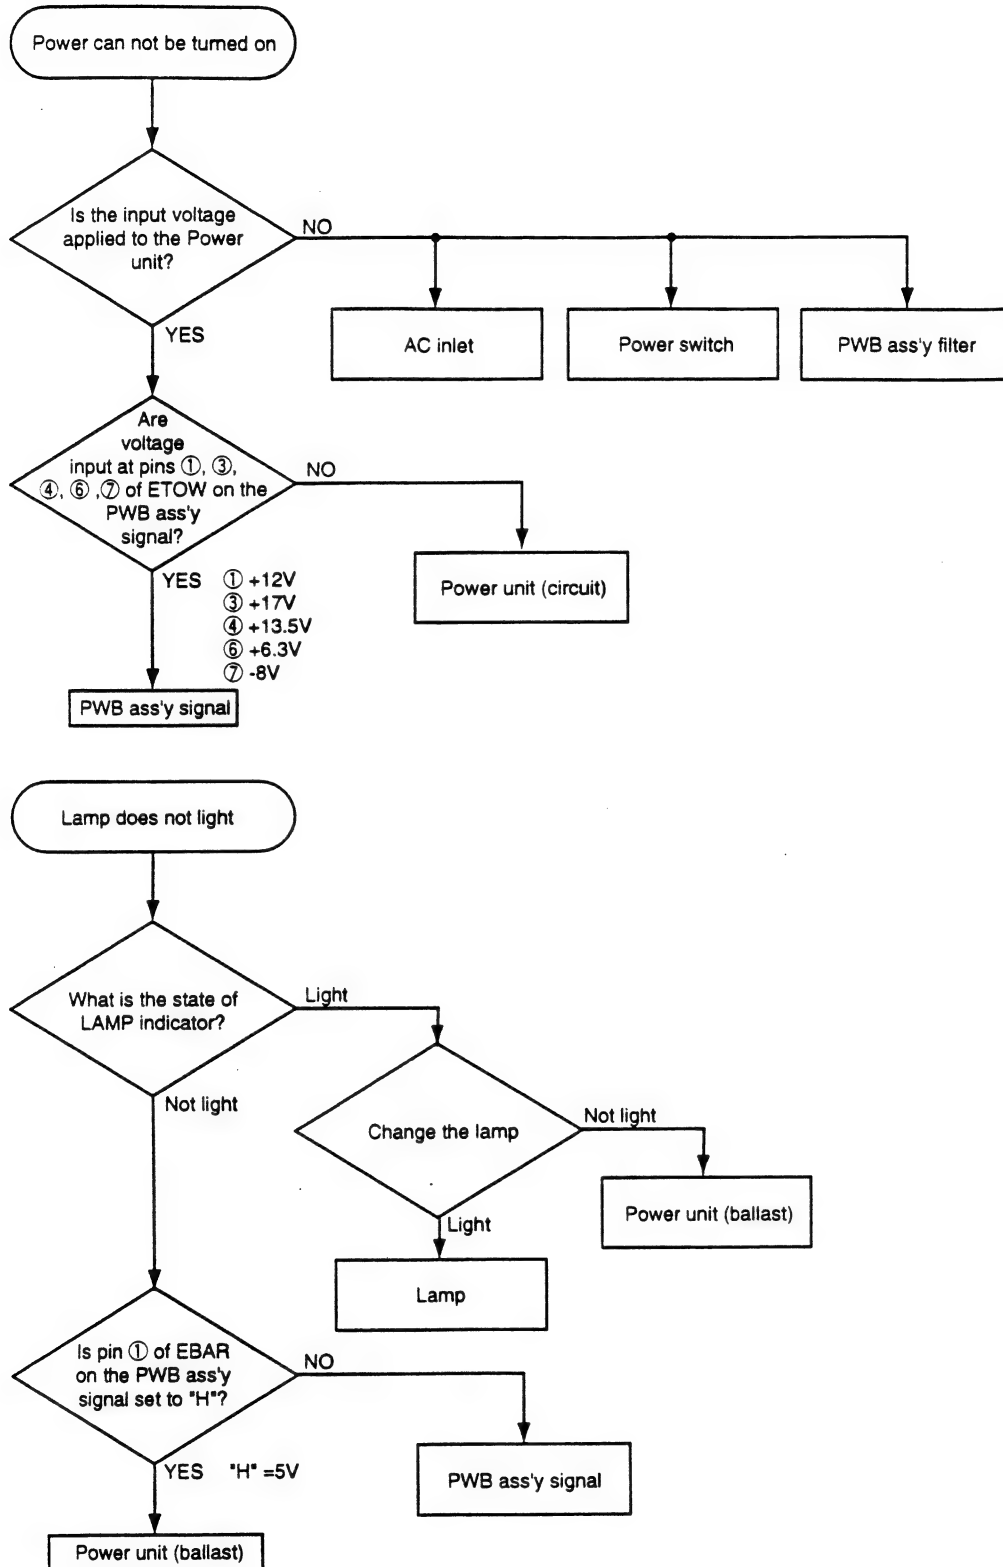 Power can not be turned on
Is the input voltage
applied to the Power
unit?
NO
YES
AC inlet
Power switch
PWB ass'y filter
Are
voltage
input at pins ①, ③,
④, ⑥ ,⑦ of ETOW on the
PWB ass'y
signal?
NO
Power unit (circuit)
YES
① +12V
③ +17V
④ +13.5V
⑥ +6.3V
⑦ -8V
PWB ass'y signal
Lamp does not light
What is the state of
LAMP indicator?
Light
Not light
Change the lamp
Not light
Power unit (ballast)
Light
Lamp
Is pin ① of EBAR
on the PWB ass'y
signal set to "H"?
NO
PWB ass'y signal
YES "H" =5V
Power unit (ballast)